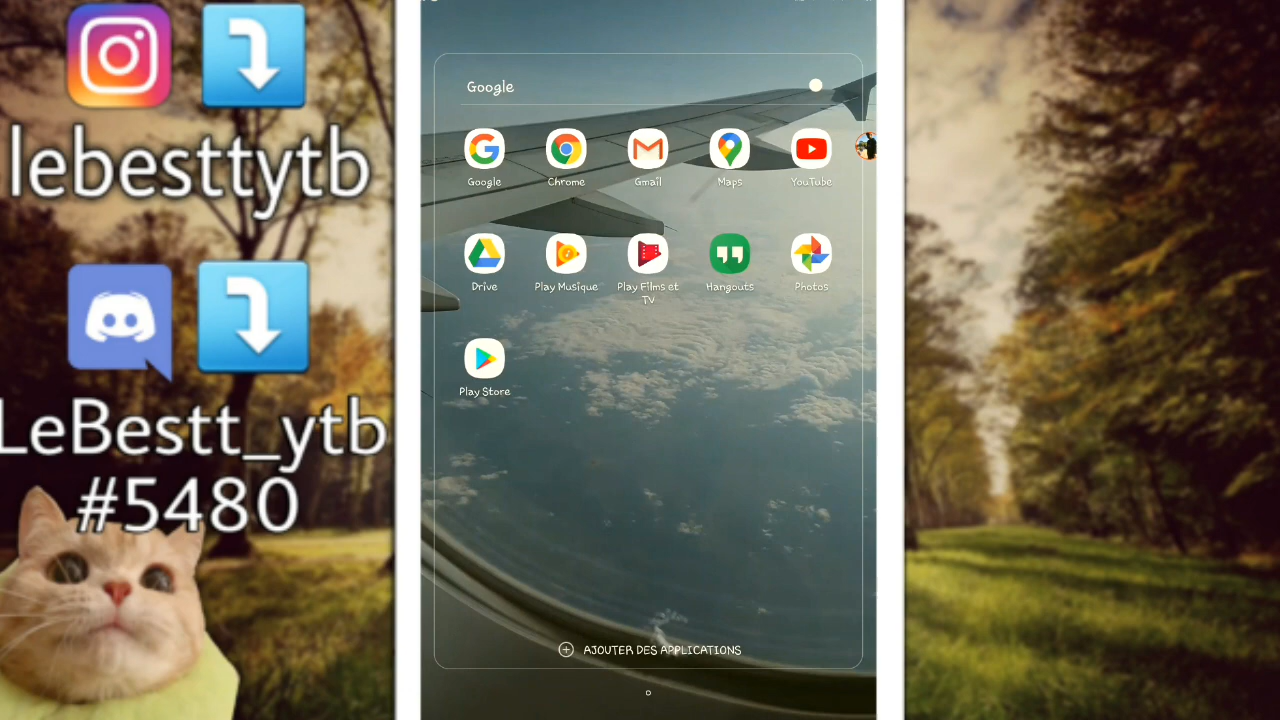 lebesttytb
LeBestt_ytb
#5480
Google
Google
Chrome
Gmail
Maps
YouTube
Drive
Play Musique
Play Films et
TV
Hangouts
Photos
Play Store
AJOUTER DES APPLICATIONS